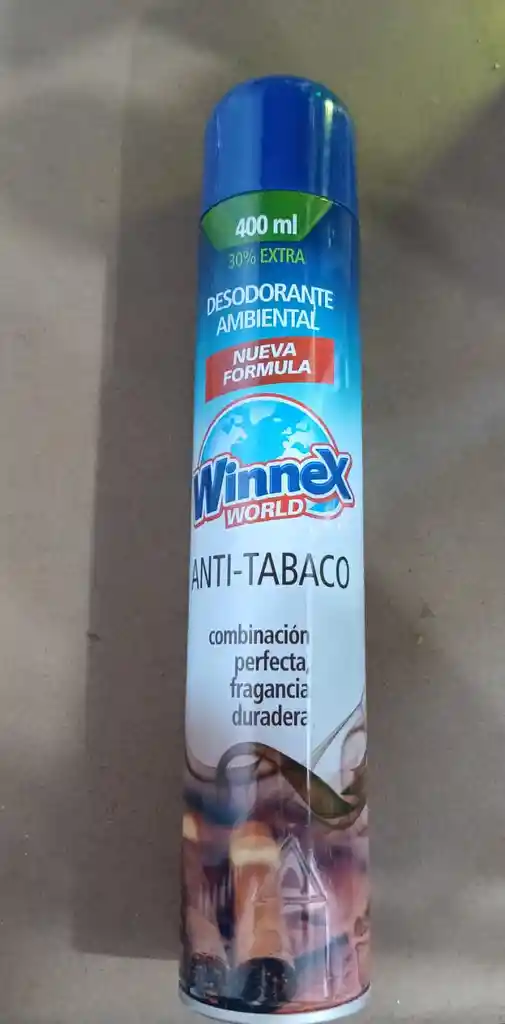 400 ml
30% EXTRA
DESODORANTE
AMBIENTAL
NUEVA
FORMULA
Winnex
WORLD
ANTI-TABACO
combinación
perfecta,
fragancia
duradera